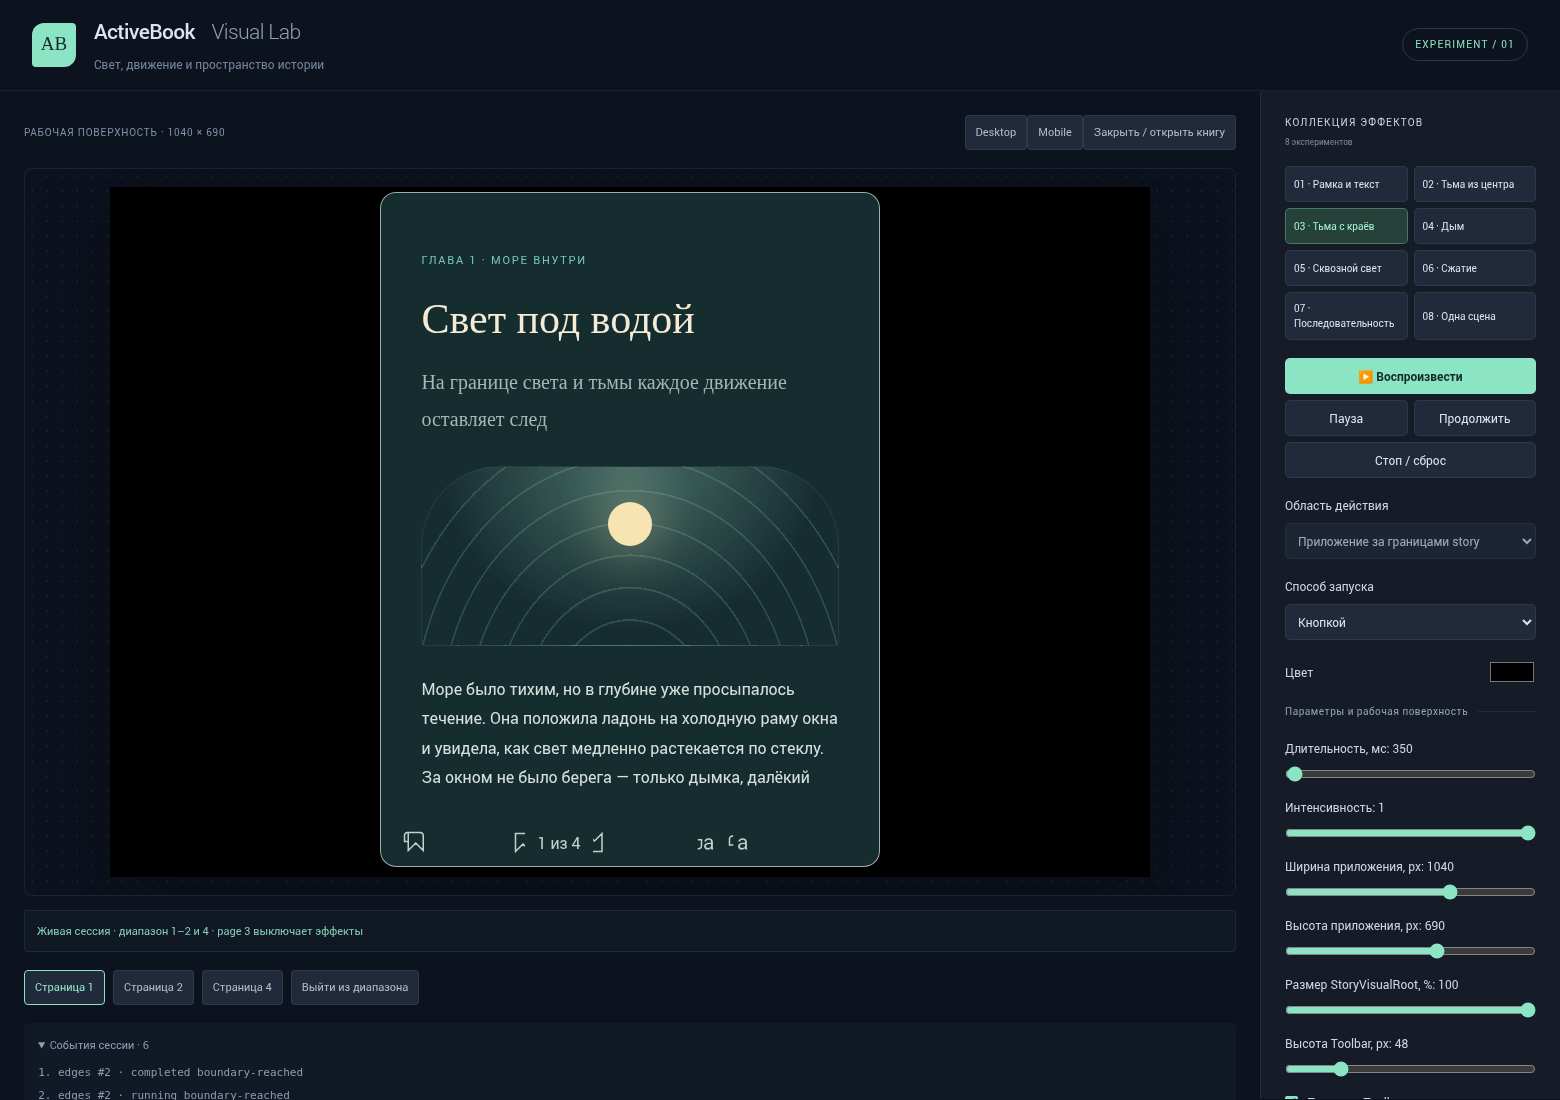 AB
ActiveBook Visual Lab
Свет, движение и пространство истории
EXPERIMENT / 01
РАБОЧАЯ ПОВЕРХНОСТЬ · 1040 × 690
Desktop
Mobile
Закрыть / открыть книгу
ГЛАВА 1 · МОРЕ ВНУТРИ
Свет под водой
На границе света и тьмы каждое движение
оставляет след
Море было тихим, но в глубине уже просыпалось
течение. Она положила ладонь на холодную раму окна
и увидела, как свет медленно растекается по стеклу.
За окном не было берега — только дымка, далёкий
1 из 4
Живая сессия · диапазон 1–2 и 4 · page 3 выключает эффекты
Страница 1
Страница 2
Страница 4
Выйти из диапазона
▼ События сессии · 6
1. edges #2 · completed boundary-reached
2. edges #2 · running boundary-reached
КОЛЛЕКЦИЯ ЭФФЕКТОВ
8 экспериментов
01 · Рамка и текст
02 · Тьма из центра
03 · Тьма с краёв
04 · Дым
05 · Сквозной свет
06 · Сжатие
07 ·
Последовательность
08 · Одна сцена
▶️ Воспроизвести
Пауза
Продолжить
Стоп / сброс
Область действия
Приложение за границами story
Способ запуска
Кнопкой
Цвет
Параметры и рабочая поверхность
Длительность, мс: 350
Интенсивность: 1
Ширина приложения, px: 1040
Высота приложения, px: 690
Размер StoryVisualRoot, %: 100
Высота Toolbar, px: 48